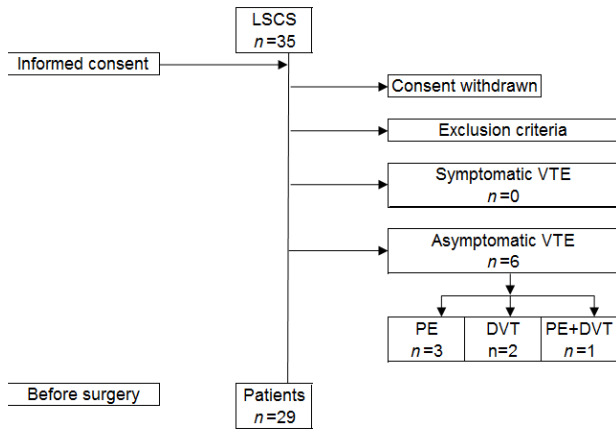 LSCS
n=35
Informed consent
Consent withdrawn
Exclusion criteria
Symptomatic VTE
n=0
Asymptomatic VTE
n=6
PE
n=3
DVT
n=2
PE+DVT
n=1
Before surgery
Patients
n=29